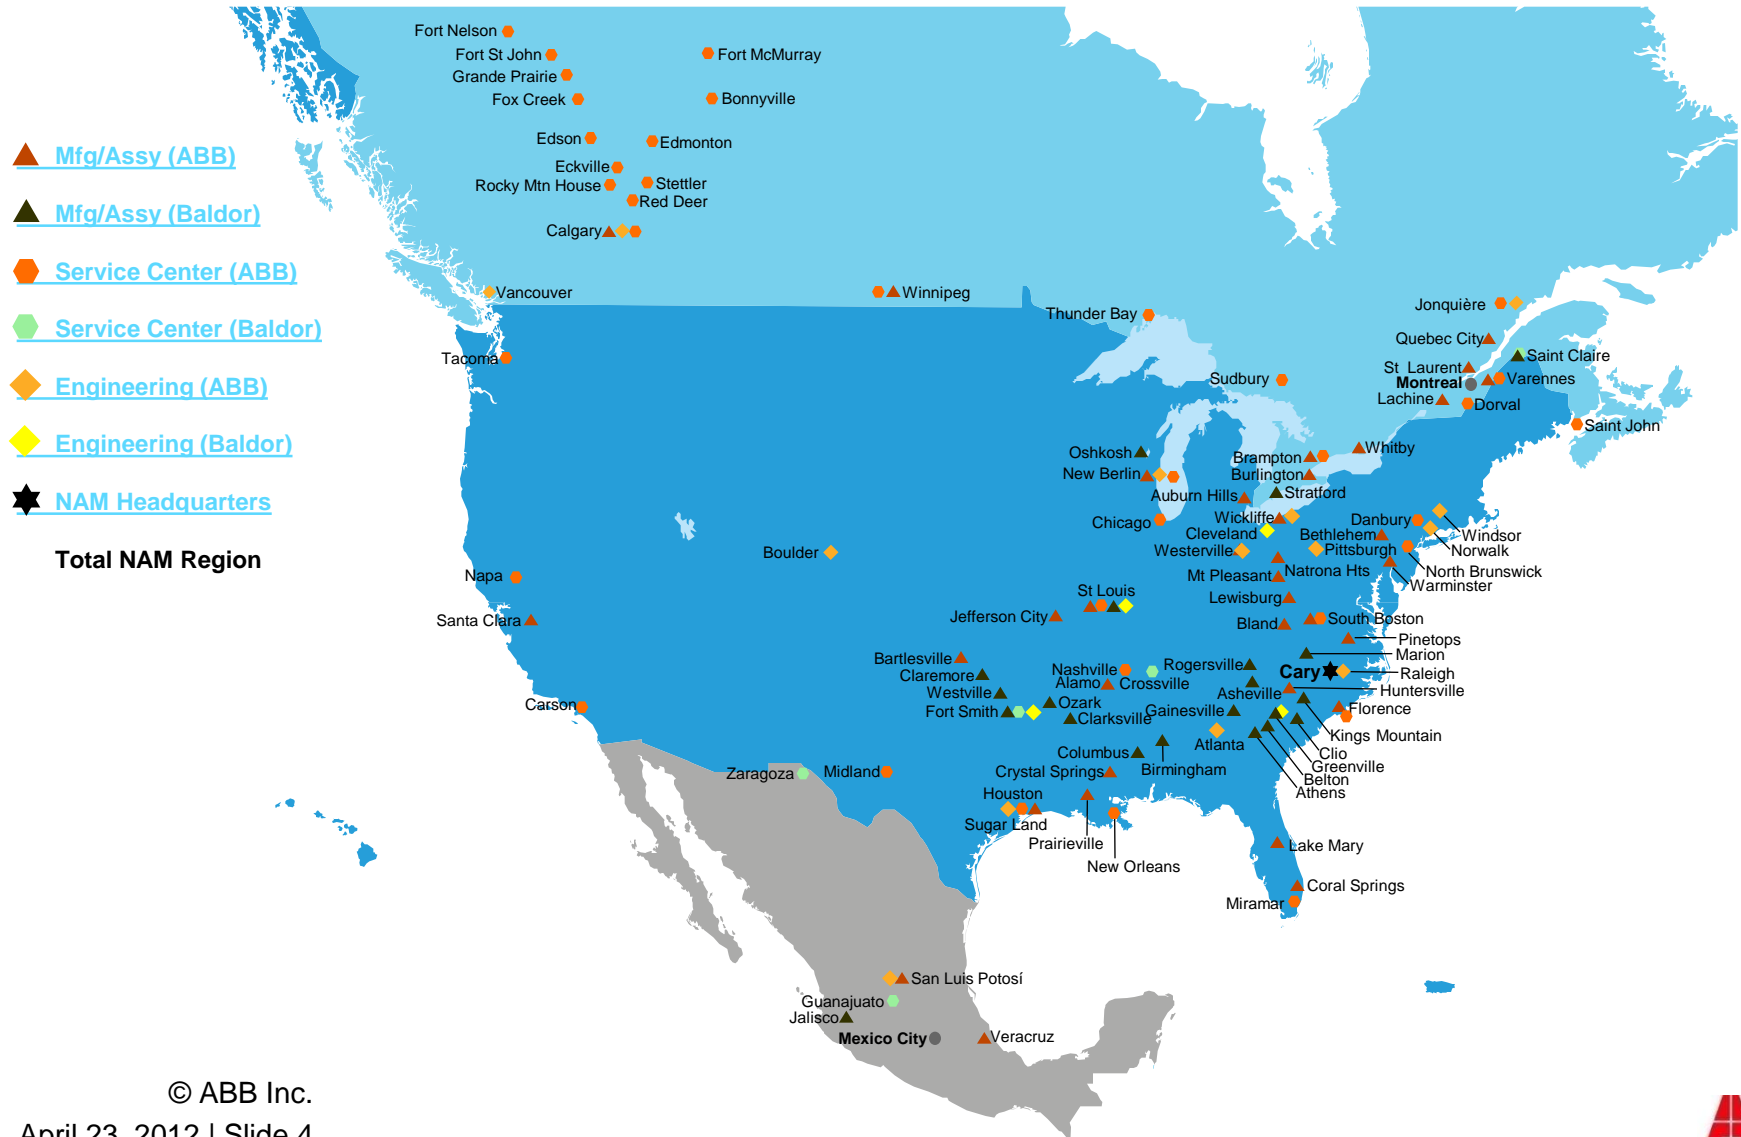 Fort Nelson
Fort St John
Fort McMurray
Grande Prairie
Fox Creek
Bonnyville
Edson
Edmonton
Mfg/Assy (ABB)
Eckville
Rocky Mtn House
Stettler
Red Deer
Mfg/Assy (Baldor)
Calgary
Service Center (ABB)
Vancouver
Winnipeg
Jonquière
Thunder Bay
Service Center (Baldor)
Quebec City
Tacoma
Saint Claire
St Laurent
Sudbury
Varennes
Montreal
Engineering (ABB)
Lachine
Dorval
Saint John
Engineering (Baldor)
Whitby
Oshkosh
Brampton
New Berlin
Burlington
Auburn Hills
Stratford
NAM Headquarters
Wickliffe
Danbury
Chicago
Cleveland
Bethlehem
Windsor
Westerville
Pittsburgh
Norwalk
Boulder
Total NAM Region
Natrona Hts
North Brunswick
Napa
Mt Pleasant
Warminster
St Louis
Lewisburg
Jefferson City
Santa Clara
Bland
South Boston
Pinetops
Marion
Bartlesville
Nashville
Rogersville
Cary
Raleigh
Claremore
Alamo
Crossville
Huntersville
Westville
Asheville
Carson
Ozark
Florence
Fort Smith
Gainesville
Clarksville
Kings Mountain
Atlanta
Columbus
Clio
Birmingham
Greenville
Zaragoza
Midland
Crystal Springs
Belton
Houston
Athens
Sugar Land
Prairieville
Lake Mary
New Orleans
Coral Springs
Miramar
San Luis Potosí
Guanajuato
Jalisco
Mexico City
Veracruz
© ABB Inc.
April 23, 2012 | Slide 4